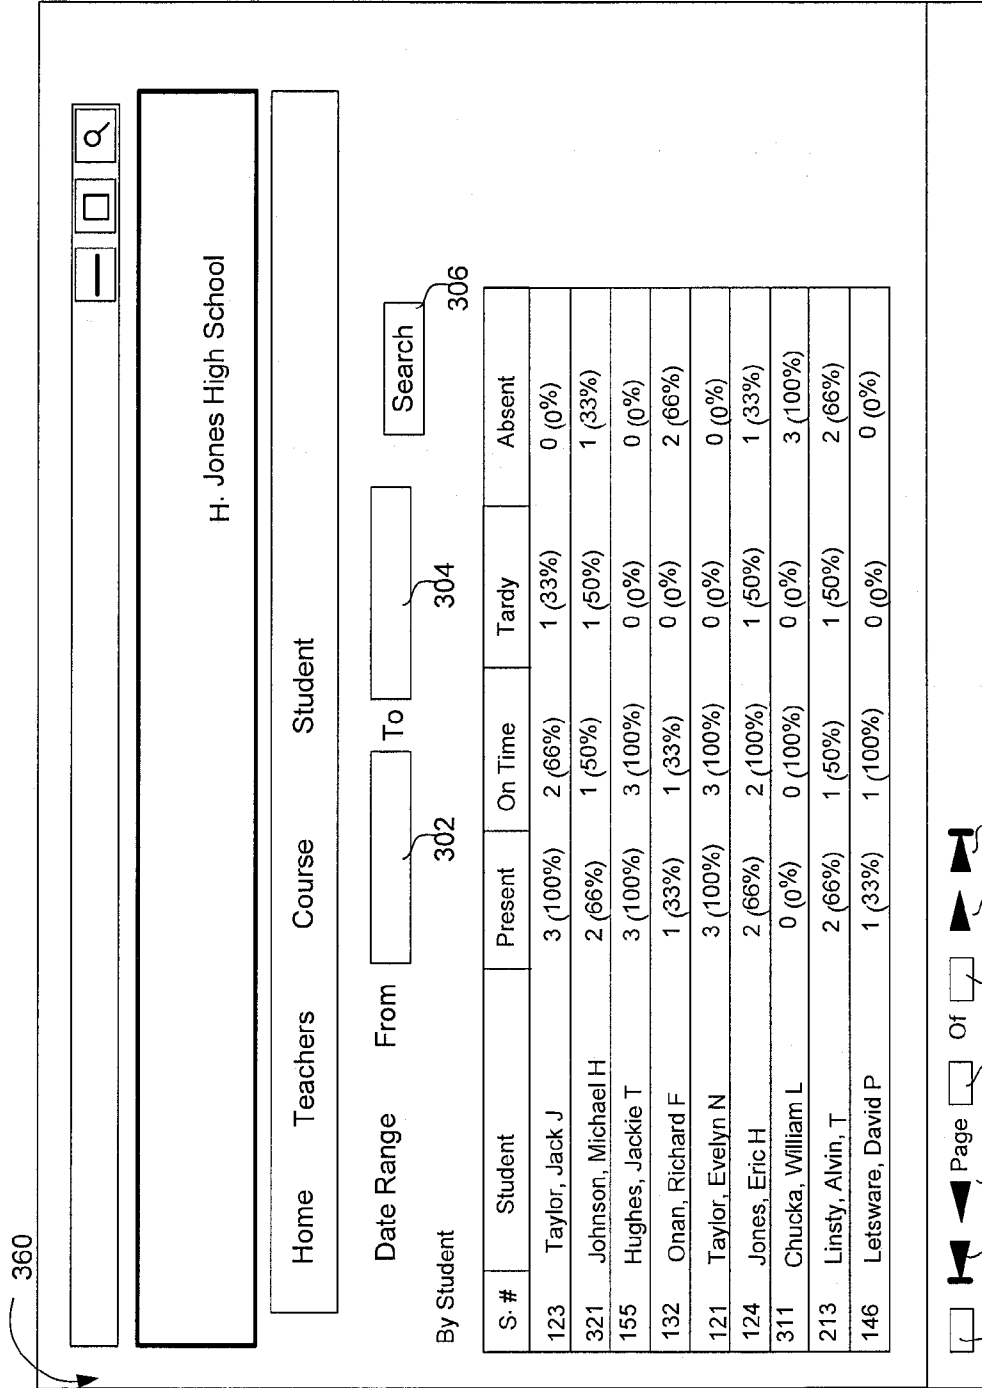 360
H. Jones High School
Home Teachers Course Student
Date Range From To Search
302 304 306
By Student
S. # Student Present On Time Tardy Absent
123 Taylor, Jack J 3 (100%) 2 (66%) 1 (33%) 0 (0%)
321 Johnson, Michael H 2 (66%) 1 (50%) 1 (50%) 1 (33%)
155 Hughes, Jackie T 3 (100%) 3 (100%) 0 (0%) 0 (0%)
132 Onan, Richard F 1 (33%) 1 (33%) 0 (0%) 2 (66%)
121 Taylor, Evelyn N 3 (100%) 3 (100%) 0 (0%) 0 (0%)
124 Jones, Eric H 2 (66%) 2 (100%) 1 (50%) 1 (33%)
311 Chucka, William L 0 (0%) 0 (100%) 0 (0%) 3 (100%)
213 Linsty, Alvin, T 2 (66%) 1 (50%) 1 (50%) 2 (66%)
146 Letsware, David P 1 (33%) 1 (100%) 0 (0%) 0 (0%)
Page Of